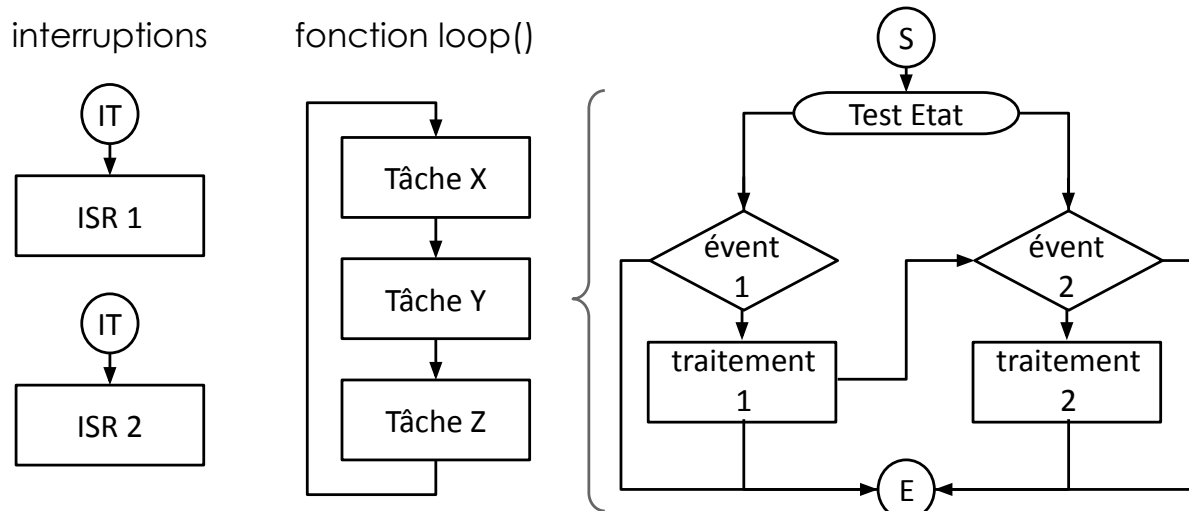 interruptions
fonction loop()
IT
ISR 1
IT
ISR 2
Tâche X
Tâche Y
Tâche Z
S
Test Etat
évent
1
évent
2
traitement
1
traitement
2
E